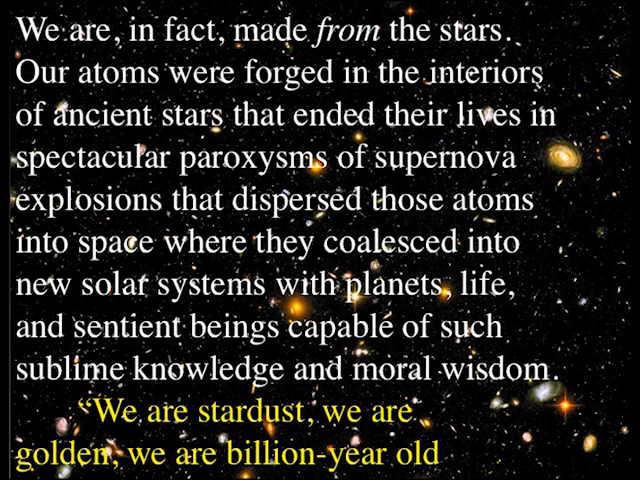 We are, in fact, made from the stars.
Our atoms were forged in the interiors
of ancient stars that ended their lives in
spectacular paroxysms of supernova
explosions that dispersed those atoms
into space where they coalesced into
new solar systems with planets, life,
and sentient beings capable of such
sublime knowledge and moral wisdom.
“We are stardust, we are
golden, we are billion-year old